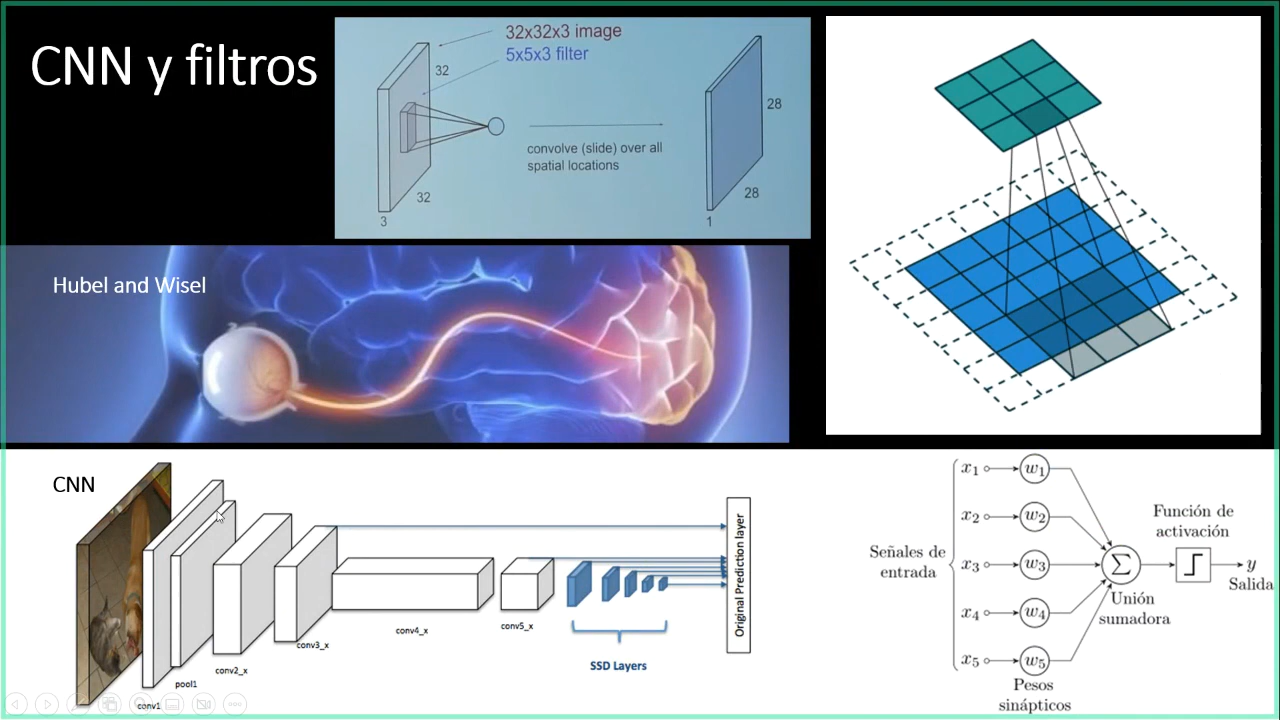 CNN y filtros
32x32x3 image
5x5x3 filter
32
32
3
convolve (slide) over all
spatial locations
28
28
1
Hubel and Wisel
CNN
conv1
pool1
conv2_x
conv3_x
conv4_x
conv5_x
SSD Layers
Original Prediction layer
Señales de
entrada
x1
x2
x3
x4
x5
w1
w2
w3
w4
w5
Pesos
sinápticos
Σ
Unión
sumadora
Función de
activación
y
Salida